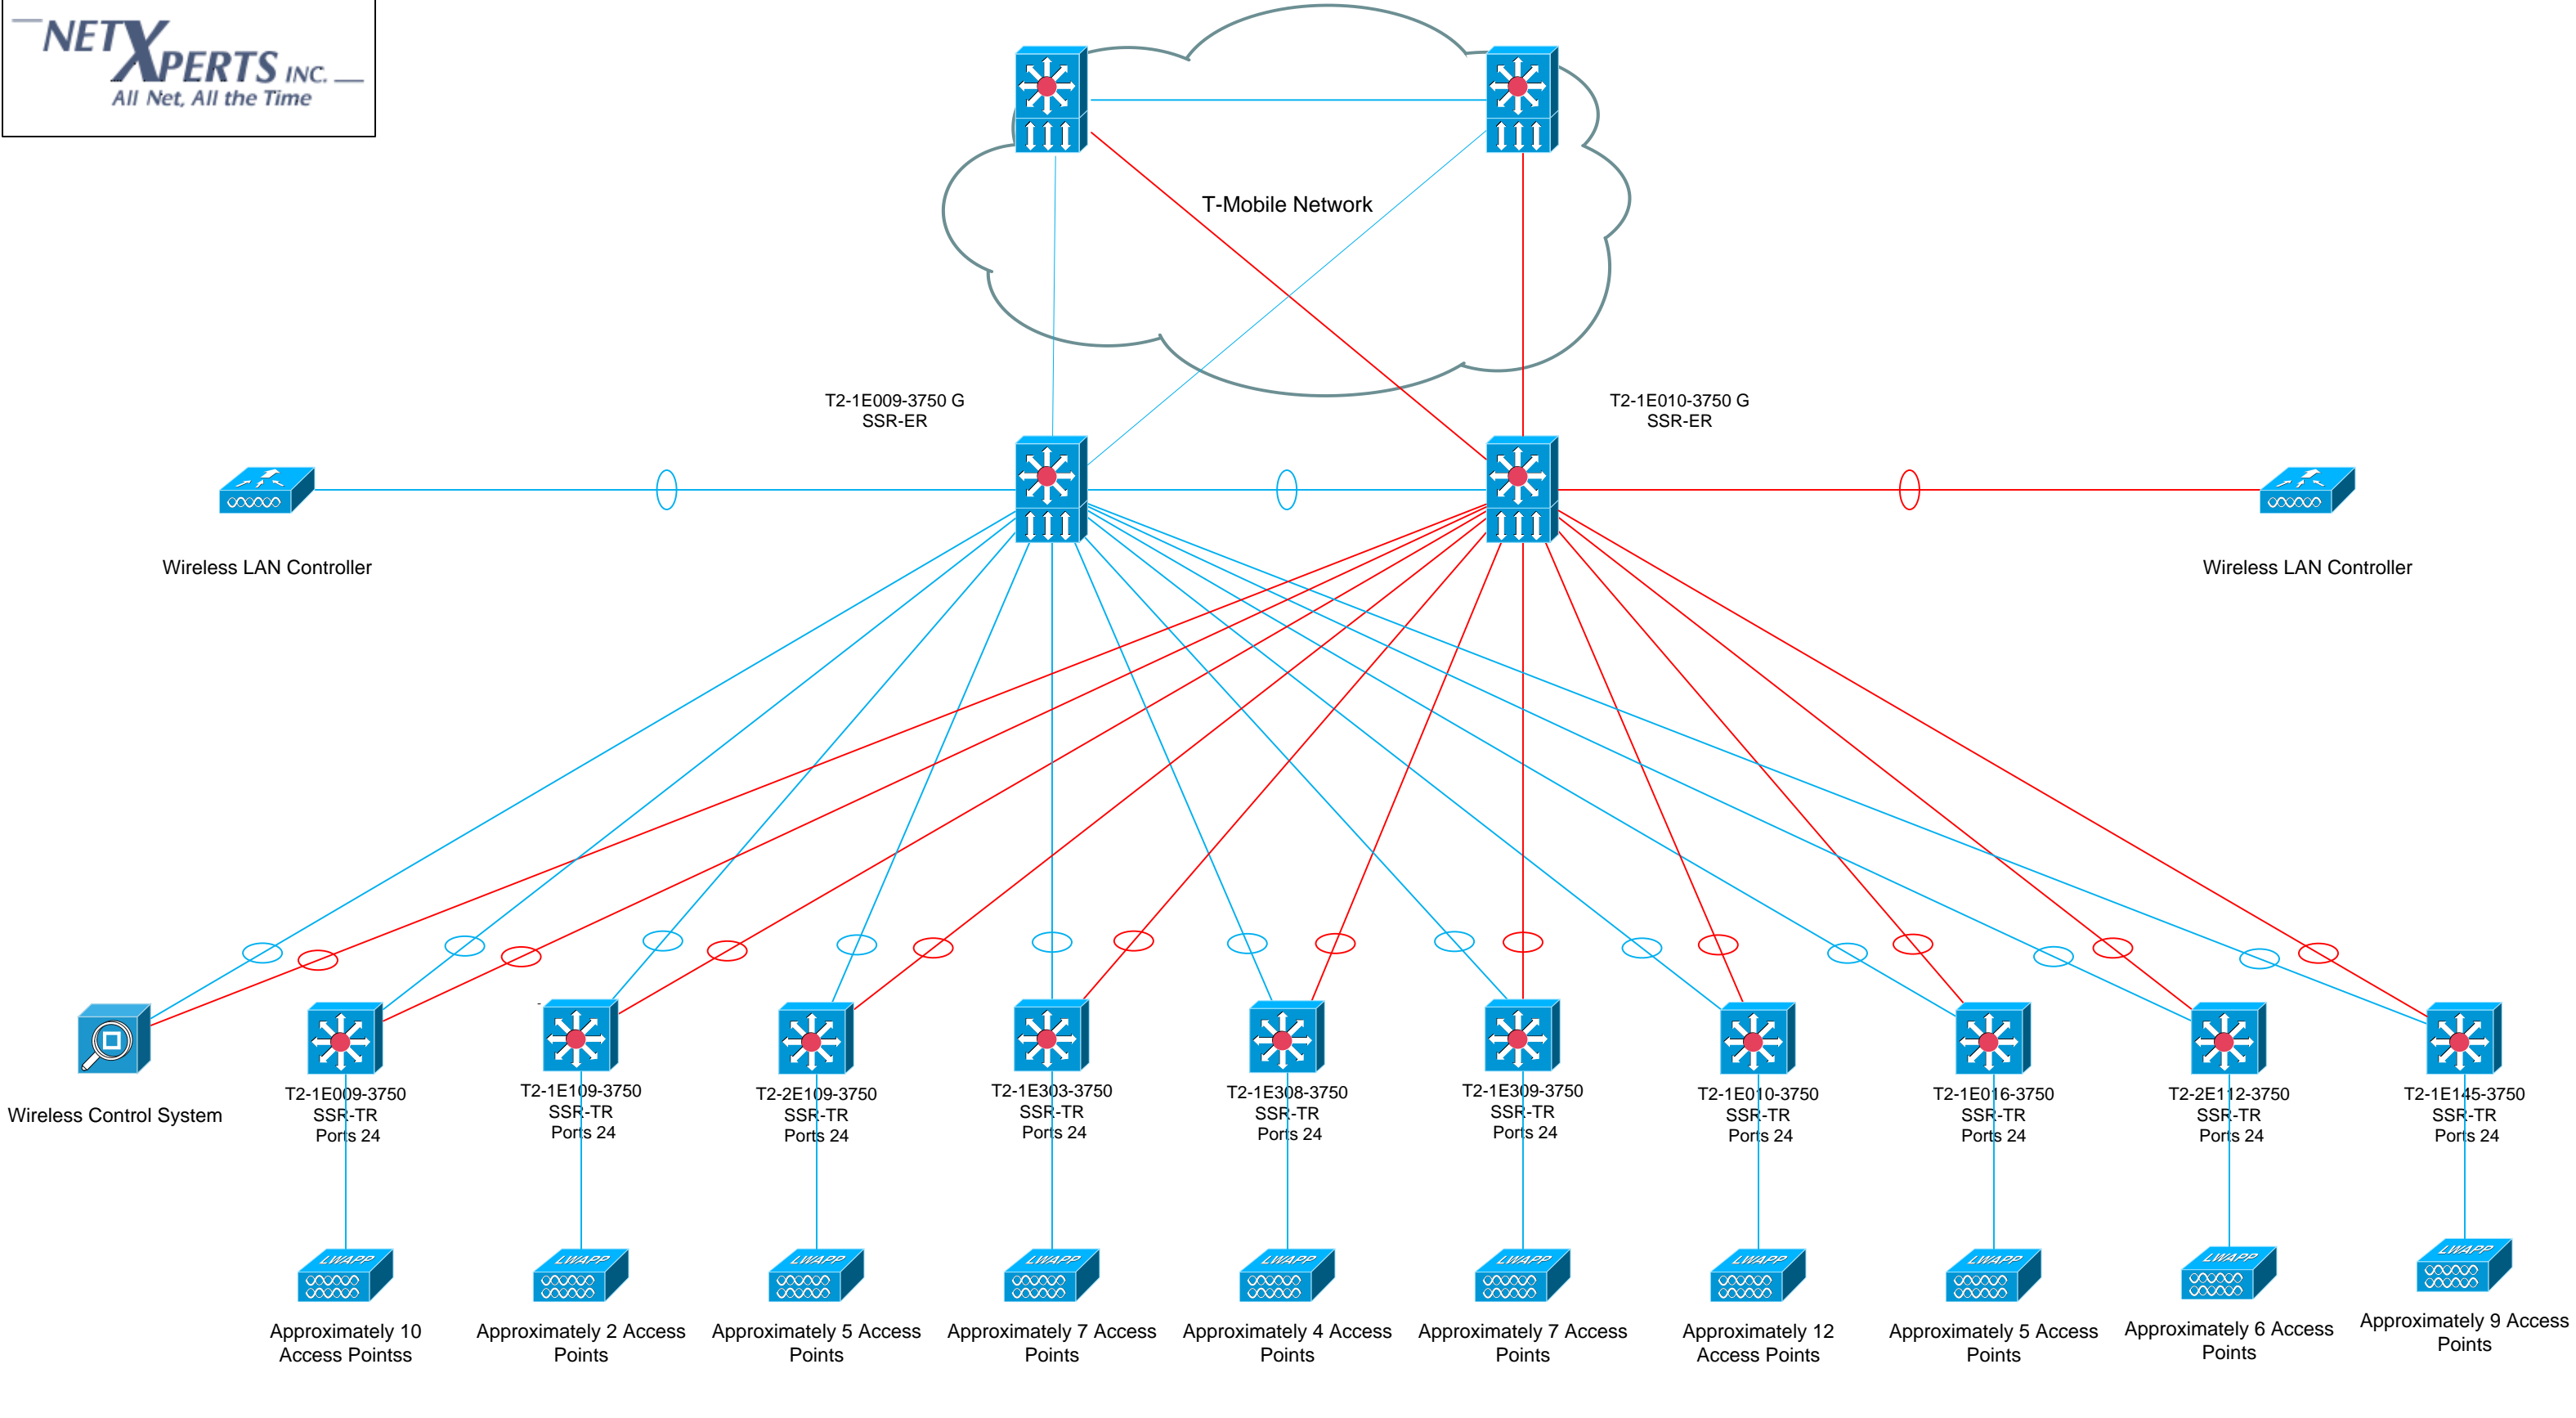 NETXPERTS INC.
All Net, All the Time
T-Mobile Network
T2-1E009-3750 G
SSR-ER
T2-1E010-3750 G
SSR-ER
Wireless LAN Controller
Wireless LAN Controller
Wireless Control System
T2-1E009-3750
SSR-TR
Ports 24
-
T2-1E109-3750
SSR-TR
Ports 24
T2-2E109-3750
SSR-TR
Ports 24
T2-1E303-3750
SSR-TR
Ports 24
T2-1E308-3750
SSR-TR
Ports 24
T2-1E309-3750
SSR-TR
Ports 24
T2-1E010-3750
SSR-TR
Ports 24
T2-1E016-3750
SSR-TR
Ports 24
T2-2E112-3750
SSR-TR
Ports 24
T2-1E145-3750
SSR-TR
Ports 24
LWAPP
LWAPP
LWAPP
LWAPP
LWAPP
LWAPP
LWAPP
LWAPP
LWAPP
LWAPP
Approximately 10
Access Pointss
Approximately 2 Access
Points
Approximately 5 Access
Points
Approximately 7 Access
Points
Approximately 4 Access
Points
Approximately 7 Access
Points
Approximately 12
Access Points
Approximately 5 Access
Points
Approximately 6 Access
Points
Approximately 9 Access
Points